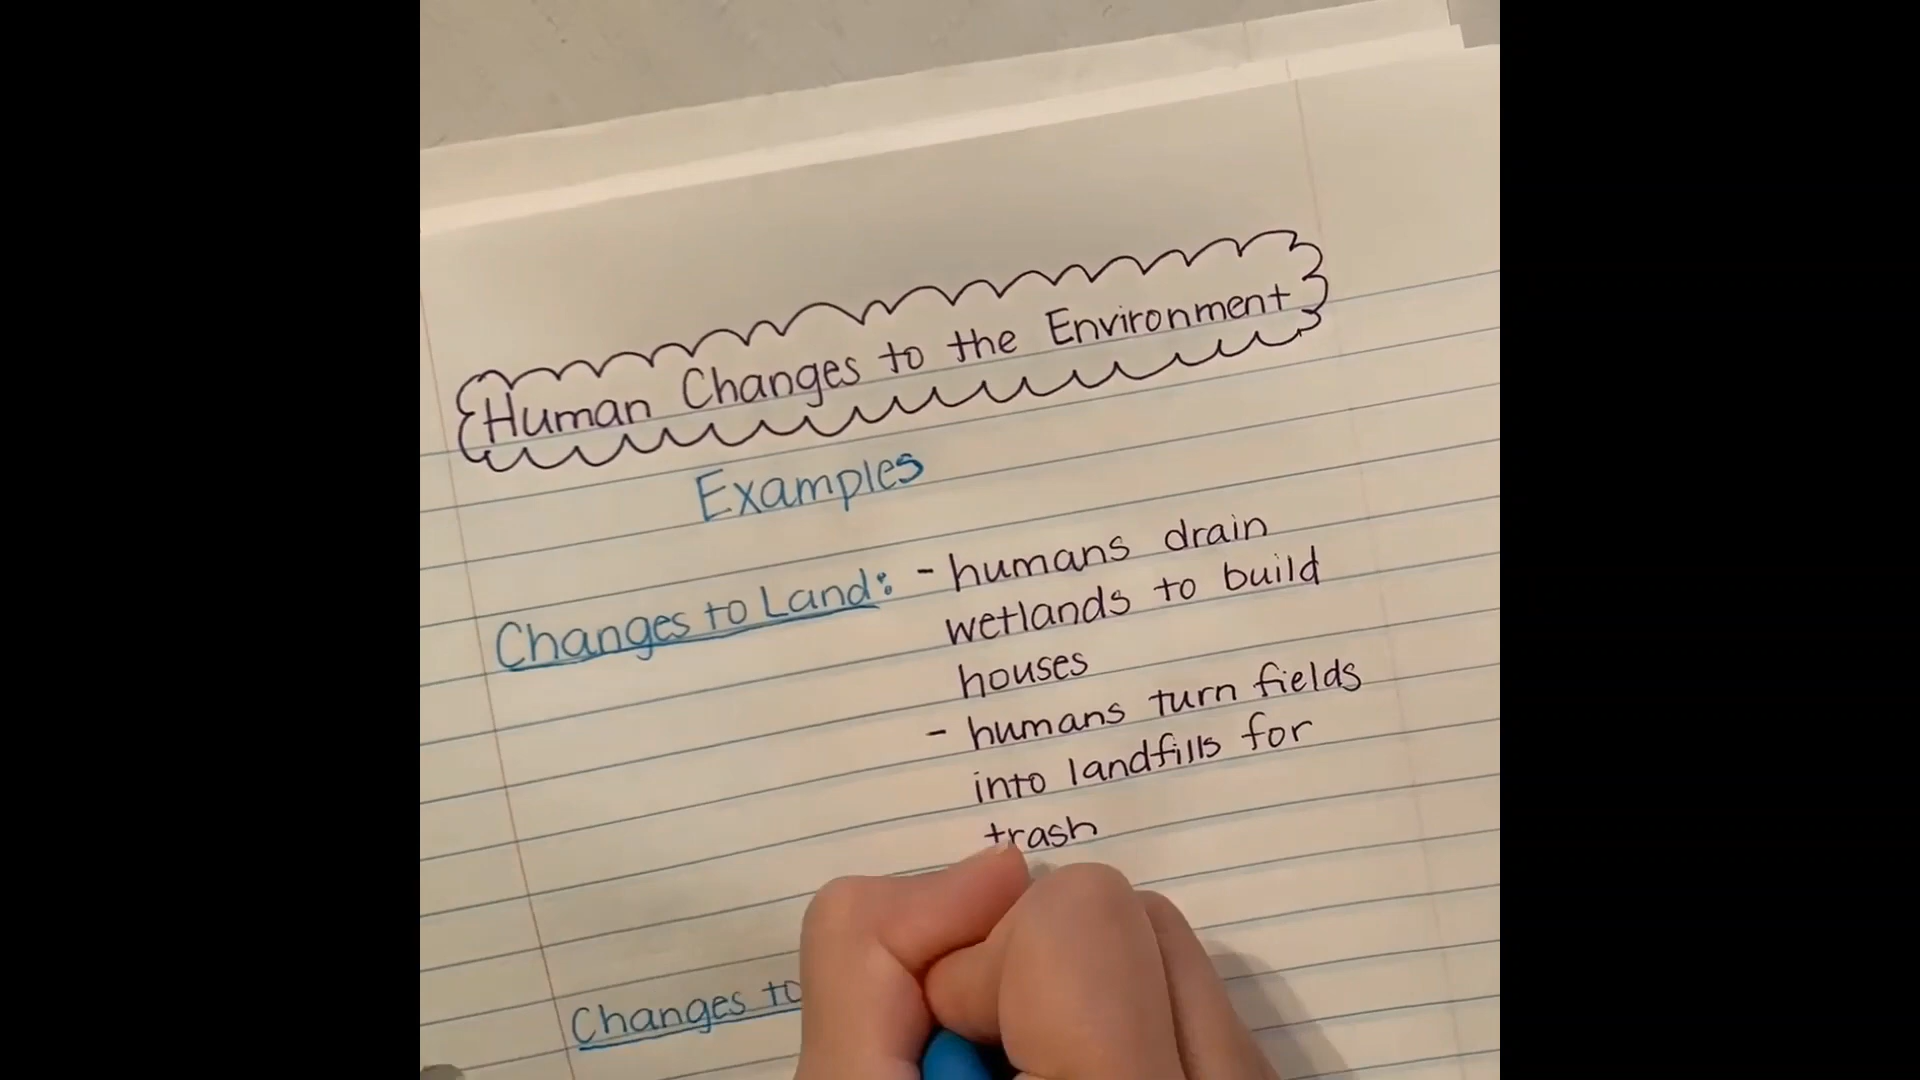 Human Changes to the Environment
Examples
Changes to Land: - humans drain
wetlands to build
houses
- humans turn fields
into landfills for
trash
Changes to